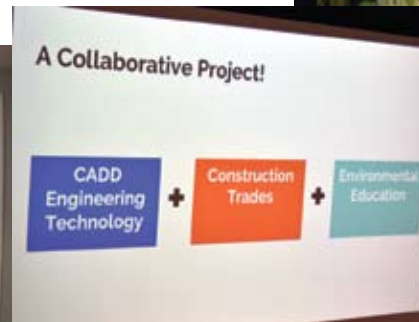 A Collaborative Project!
CADD
Engineering
Technology
+
Construction
Trades
+
Environmental
Education